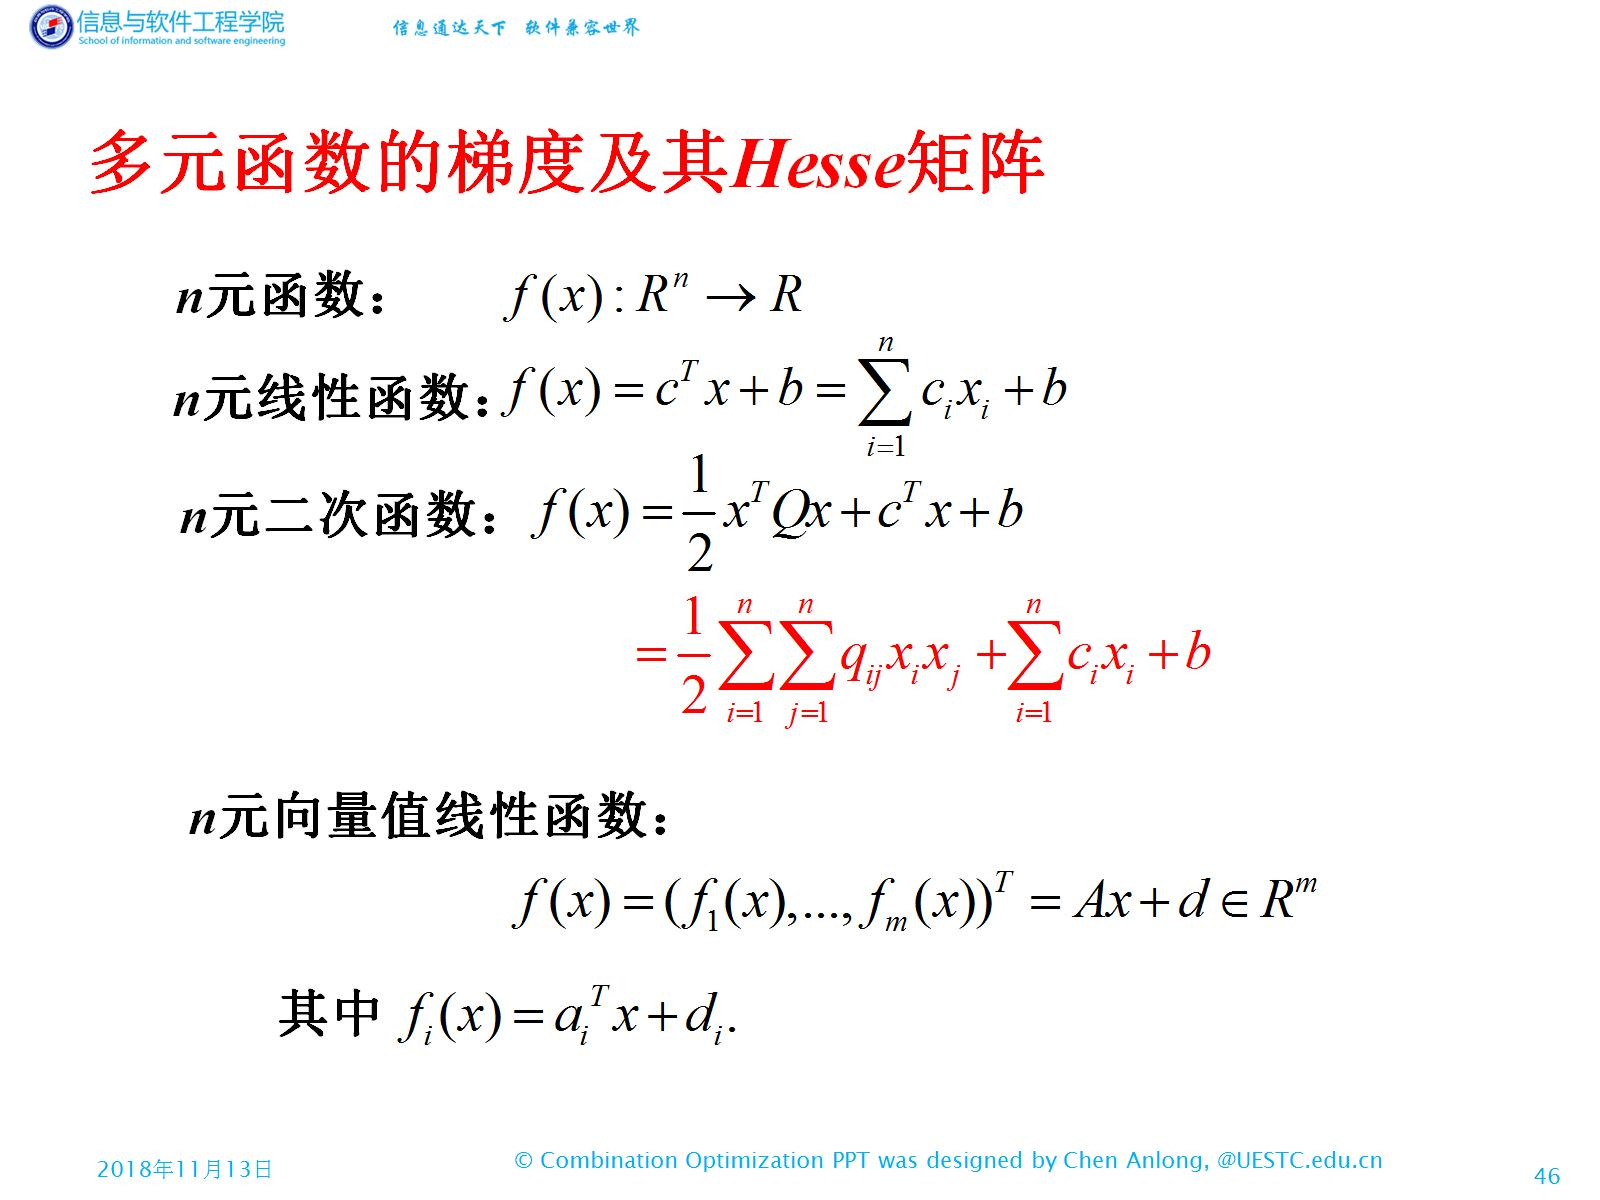 信息与软件工程学院
School of information and software engineering
信息通达天下 软件兼容世界
多元函数的梯度及其Hesse矩阵
n元函数: f(x): Rⁿ → R
n元线性函数: f(x) = c^T x + b = ∑_{i=1}^{n} c_i x_i + b
n元二次函数: f(x) = \frac{1}{2} x^T Qx + c^T x + b
= \frac{1}{2} ∑_{i=1}^{n} ∑_{j=1}^{n} q_{ij} x_i x_j + ∑_{i=1}^{n} c_i x_i + b
n元向量值线性函数:
f(x) = (f_1(x),..., f_m(x))^T = Ax + d ∈ R^m
其中 f_i(x) = a_i^T x + d_i.
2018年11月13日
© Combination Optimization PPT was designed by Chen Anlong, @UESTC.edu.cn
46